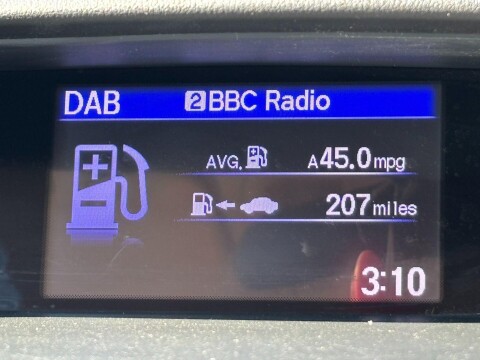 DAB 2 BBC Radio
AVG. A45.0mpg
207miles
3:10